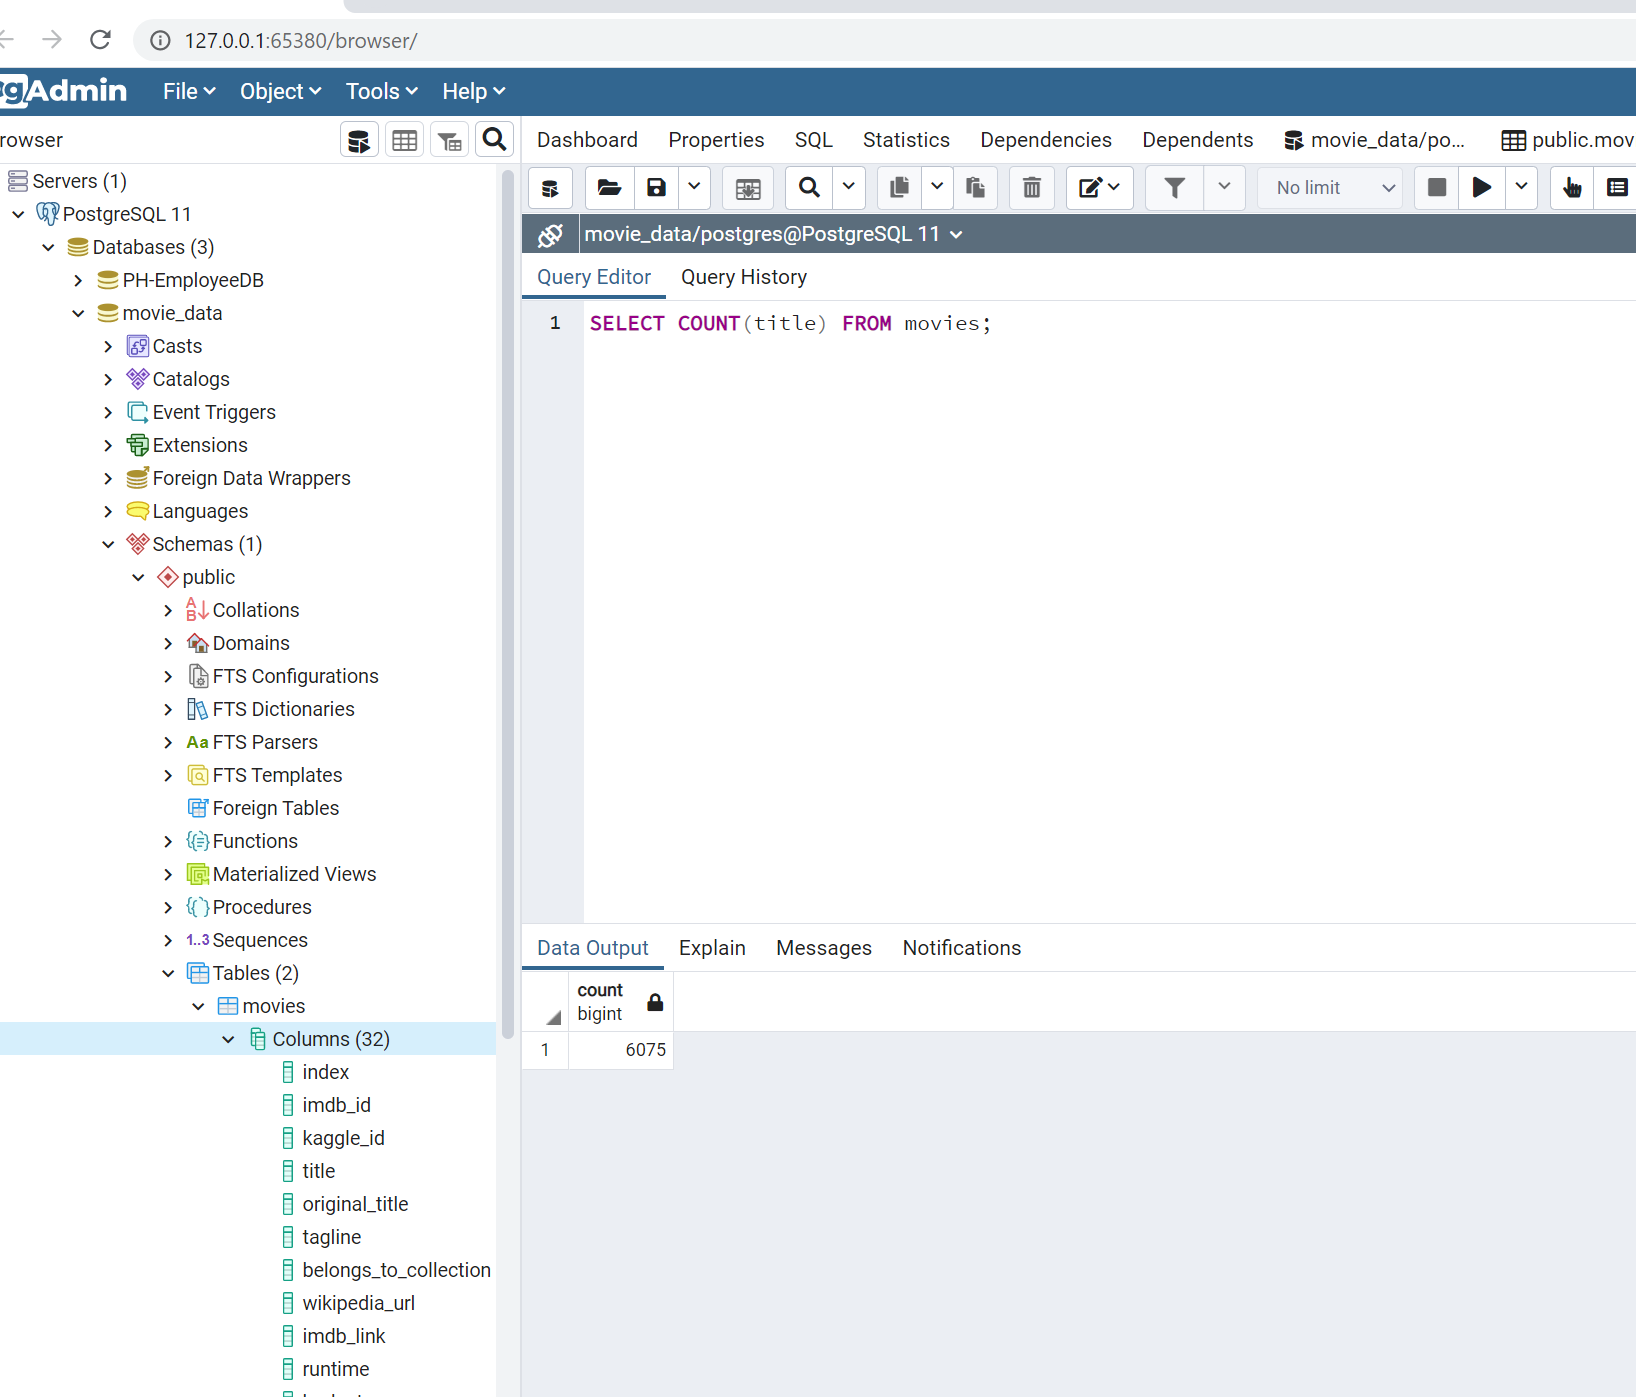 127.0.0.1:65380/browser/
gAdmin File Object Tools Help
rowser
Dashboard Properties SQL Statistics Dependencies Dependents movie_data/po... public.mov
No limit
movie_data/postgres@PostgreSQL 11
Query Editor Query History
1 SELECT COUNT(title) FROM movies;
Servers (1)
PostgreSQL 11
Databases (3)
PH-EmployeeDB
movie_data
Casts
Catalogs
Event Triggers
Extensions
Foreign Data Wrappers
Languages
Schemas (1)
public
Collations
Domains
FTS Configurations
FTS Dictionaries
Aa FTS Parsers
FTS Templates
Foreign Tables
Functions
Materialized Views
Procedures
1..3 Sequences
Tables (2)
movies
Columns (32)
index
imdb_id
kaggle_id
title
original_title
tagline
belongs_to_collection
wikipedia_url
imdb_link
runtime
Data Output Explain Messages Notifications
count
bigint
1 6075